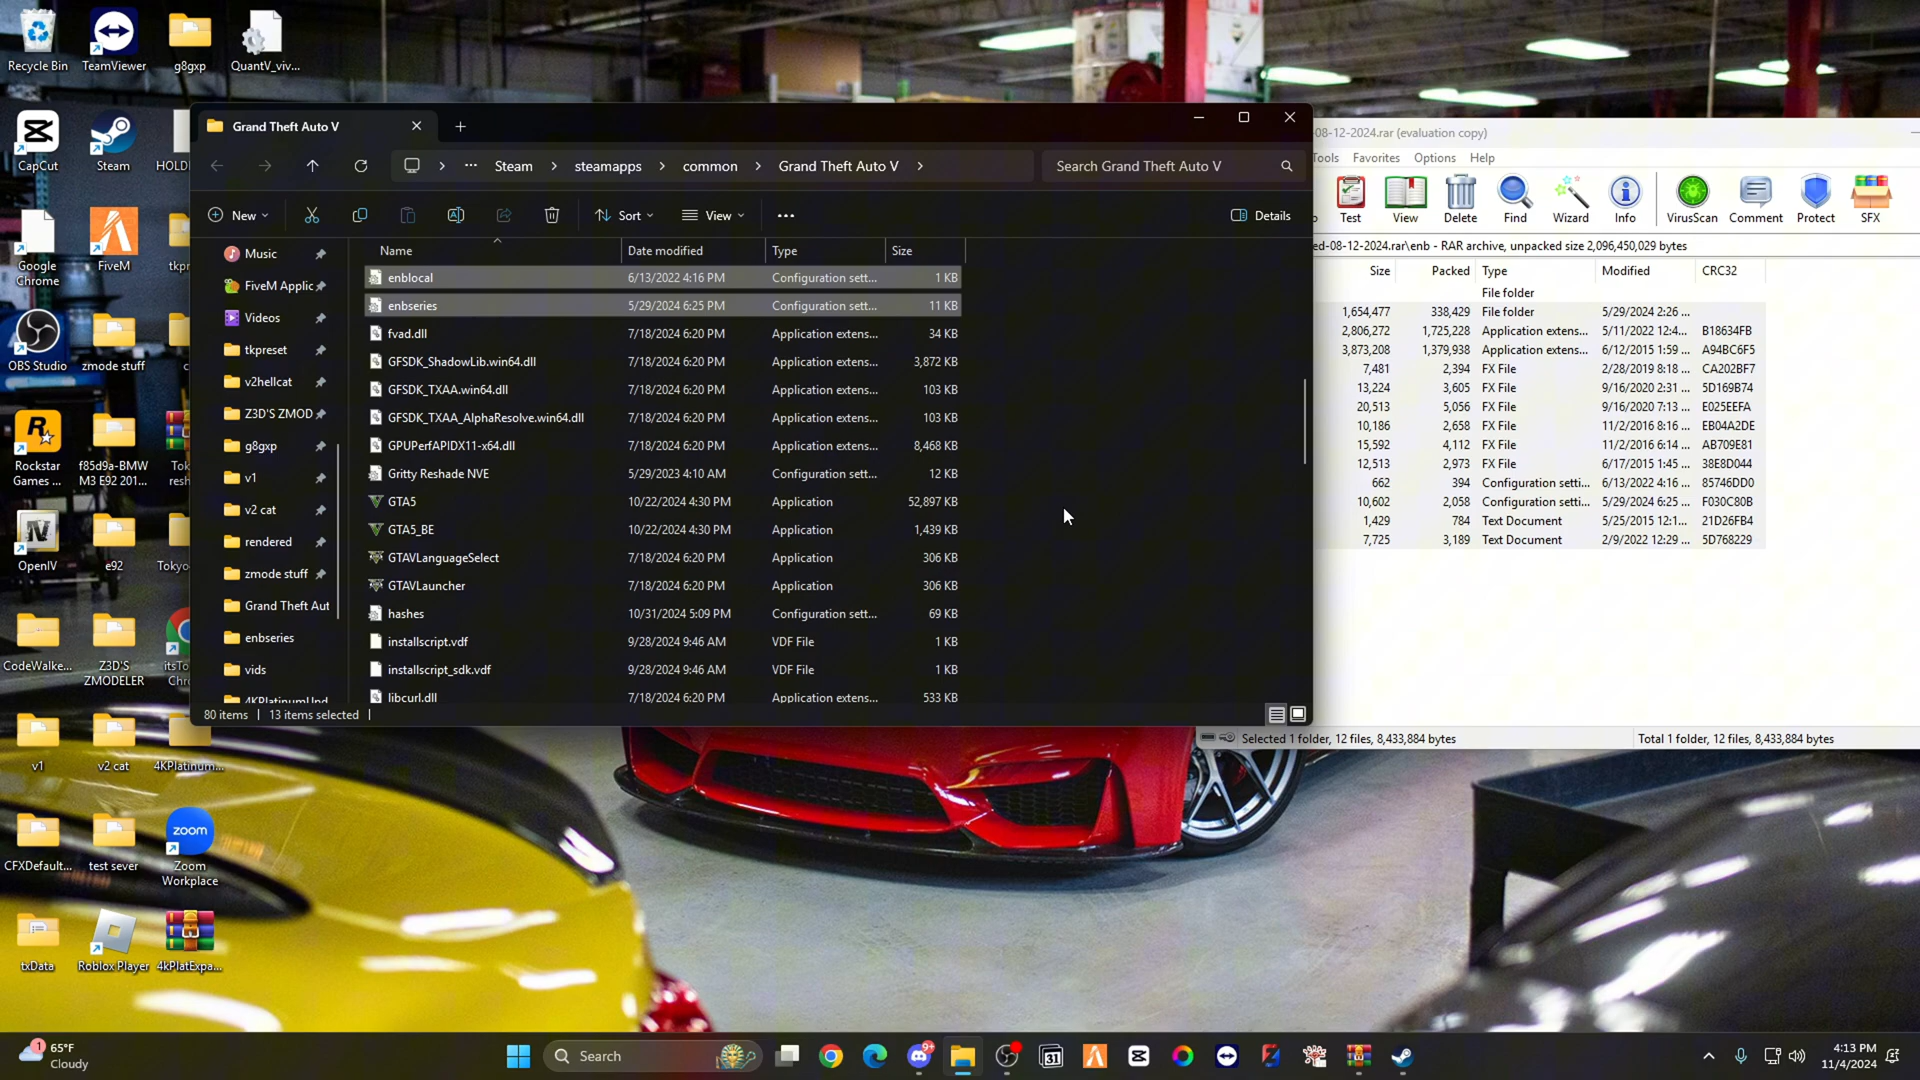 Recycle Bin
TeamViewer
g8gxp
QuantV_viv...
CapCut
Steam
HOLD
Google Chrome
FiveM
tkpr
OBS Studio
zmode stuff
Rockstar Games ...
f85d9a-BMW M3 E92 201...
Tok
resh
OpenIV
e92
Tokyo
CodeWalke...
Z3D'S ZMODELER
itsTo
Chro
v1
v2 cat
4KPlatinum...
CFXDefault...
test sever
Zoom Workplace
zoom
txData
Roblox Player
4kPlatExpa...
Grand Theft Auto V
Steam
steamapps
common
Grand Theft Auto V
Search Grand Theft Auto V
New
Sort
View
Details
Music
FiveM Applic
Videos
tkpreset
v2hellcat
Z3D'S ZMOD
g8gxp
v1
v2 cat
rendered
zmode stuff
Grand Theft Aut
enbseries
vids
4KPlatinumUpd
Name Date modified Type Size
enblocal 6/13/2022 4:16 PM Configuration sett... 1 KB
enbseries 5/29/2024 6:25 PM Configuration sett... 11 KB
fvad.dll 7/18/2024 6:20 PM Application extens... 34 KB
GFSDK_ShadowLib.win64.dll 7/18/2024 6:20 PM Application extens... 3,872 KB
GFSDK_TXAA.win64.dll 7/18/2024 6:20 PM Application extens... 103 KB
GFSDK_TXAA_AlphaResolve.win64.dll 7/18/2024 6:20 PM Application extens... 103 KB
GPUPerfAPIDX11-x64.dll 7/18/2024 6:20 PM Application extens... 8,468 KB
Gritty Reshade NVE 5/29/2023 4:10 AM Configuration sett... 12 KB
GTA5 10/22/2024 4:30 PM Application 52,897 KB
GTA5_BE 10/22/2024 4:30 PM Application 1,439 KB
GTAVLanguageSelect 7/18/2024 6:20 PM Application 306 KB
GTAVLauncher 7/18/2024 6:20 PM Application 306 KB
hashes 10/31/2024 5:09 PM Configuration sett... 69 KB
installscript.vdf 9/28/2024 9:46 AM VDF File 1 KB
installscript_sdk.vdf 9/28/2024 9:46 AM VDF File 1 KB
libcurl.dll 7/18/2024 6:20 PM Application extens... 533 KB
80 items 13 items selected
08-12-2024.rar (evaluation copy)
Tools Favorites Options Help
Test View Delete Find Wizard Info VirusScan Comment Protect SFX
ed-08-12-2024.rar\enb - RAR archive, unpacked size 2,096,450,029 bytes
Size Packed Type Modified CRC32
File folder
1,654,477 338,429 File folder 5/29/2024 2:26 ...
2,806,272 1,725,228 Application extens... 5/11/2022 12:4... B18634FB
3,873,208 1,379,938 Application extens... 6/12/2015 1:59 ... A94BC6F5
7,481 2,394 FX File 2/28/2019 8:18 ... CA202BF7
13,224 3,605 FX File 9/16/2020 2:31 ... 5D169B74
20,513 5,056 FX File 9/16/2020 7:13 ... E025EEFA
10,186 2,658 FX File 11/2/2016 8:16 ... EB04A2DE
15,592 4,112 FX File 11/2/2016 6:14 ... AB709E81
12,513 2,973 FX File 6/17/2015 1:45 ... 38E8D044
662 394 Configuration setti... 6/13/2022 4:16 ... 85746DD0
10,602 2,058 Configuration setti... 5/29/2024 6:25 ... F030C80B
1,429 784 Text Document 5/25/2015 12:1... 21D26FB4
7,725 3,189 Text Document 2/9/2022 12:29 ... 5D768229
Selected 1 folder, 12 files, 8,433,884 bytes
Total 1 folder, 12 files, 8,433,884 bytes
1
65°F
Cloudy
Search
9+
31
4:13 PM
11/4/2024